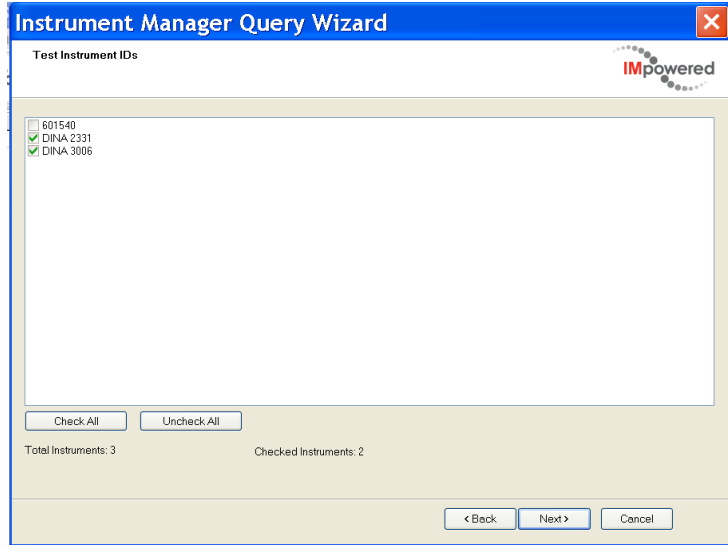 Instrument Manager Query Wizard
Test Instrument IDs
IMpowered
601540
DINA 2331
DINA 3006
Check All Uncheck All
Total Instruments: 3 Checked Instruments: 2
< Back Next > Cancel